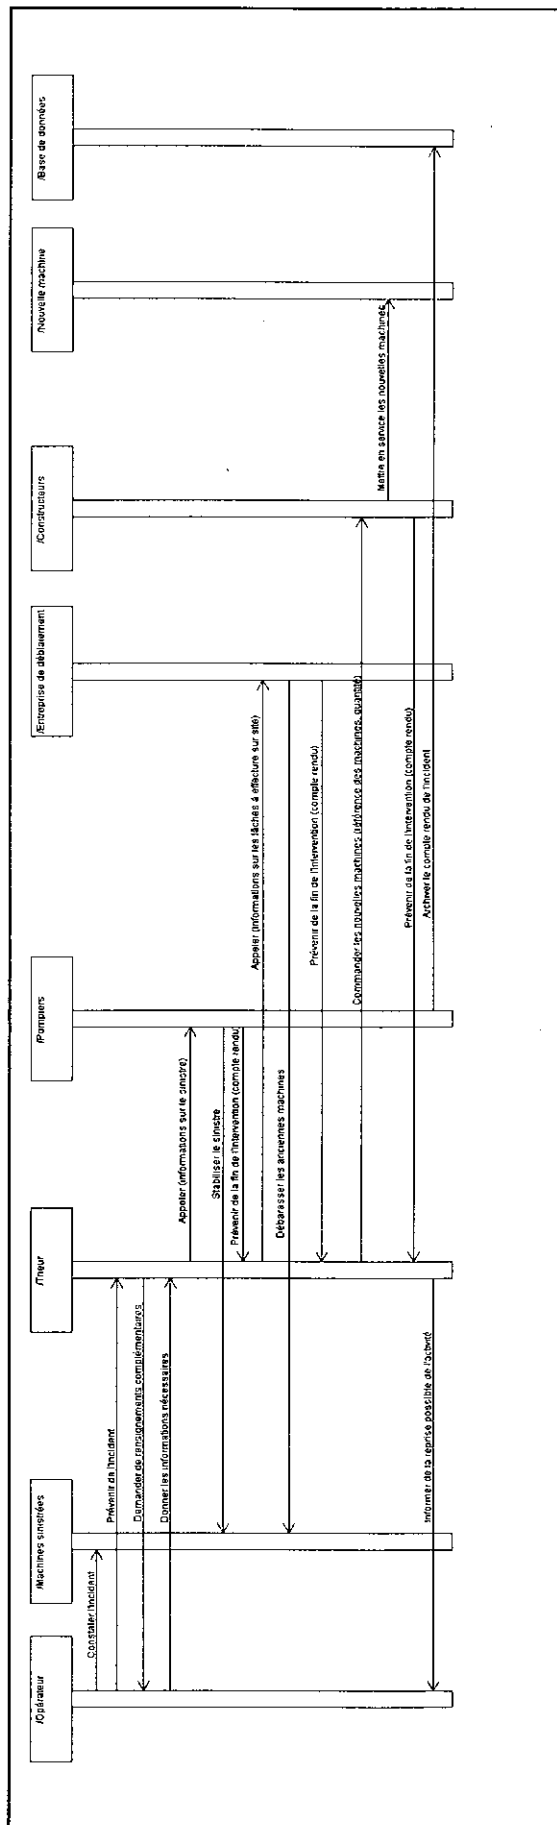 /Opérateur
/Machines sinistrées
/Trieur
/Pompiers
/Entreprise de déblaiement
/Constructeurs
/Nouvelle machine
/Base de données
Constater l'incident
Prévenir de l'incident
Demander de rensignements complémentaires
Donner les informations nécessaires
Appeler (informations sur le sinistre)
Stabiliser le sinistre
Prévenir de la fin de l'intervention (compte rendu)
Appeler (informations sur les tâches à effecture sur site)
Débarasser les anciennes machines
Prévenir de la fin de l'intervention (compte rendu)
Commander les nouvelles machines (référence des machines, quantité)
Mettre en service les nouvelles machines
Prévenir de la fin de l'intervention (compte rendu)
Archiver le compte rendu de l'incident
Informer de la reprise possible de l'activité